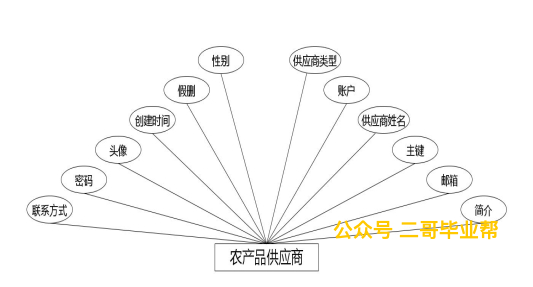 性别
供应商类型
假删
账户
创建时间
供应商姓名
头像
主键
密码
邮箱
联系方式
简介
公众号 二哥毕业帮
农产品供应商